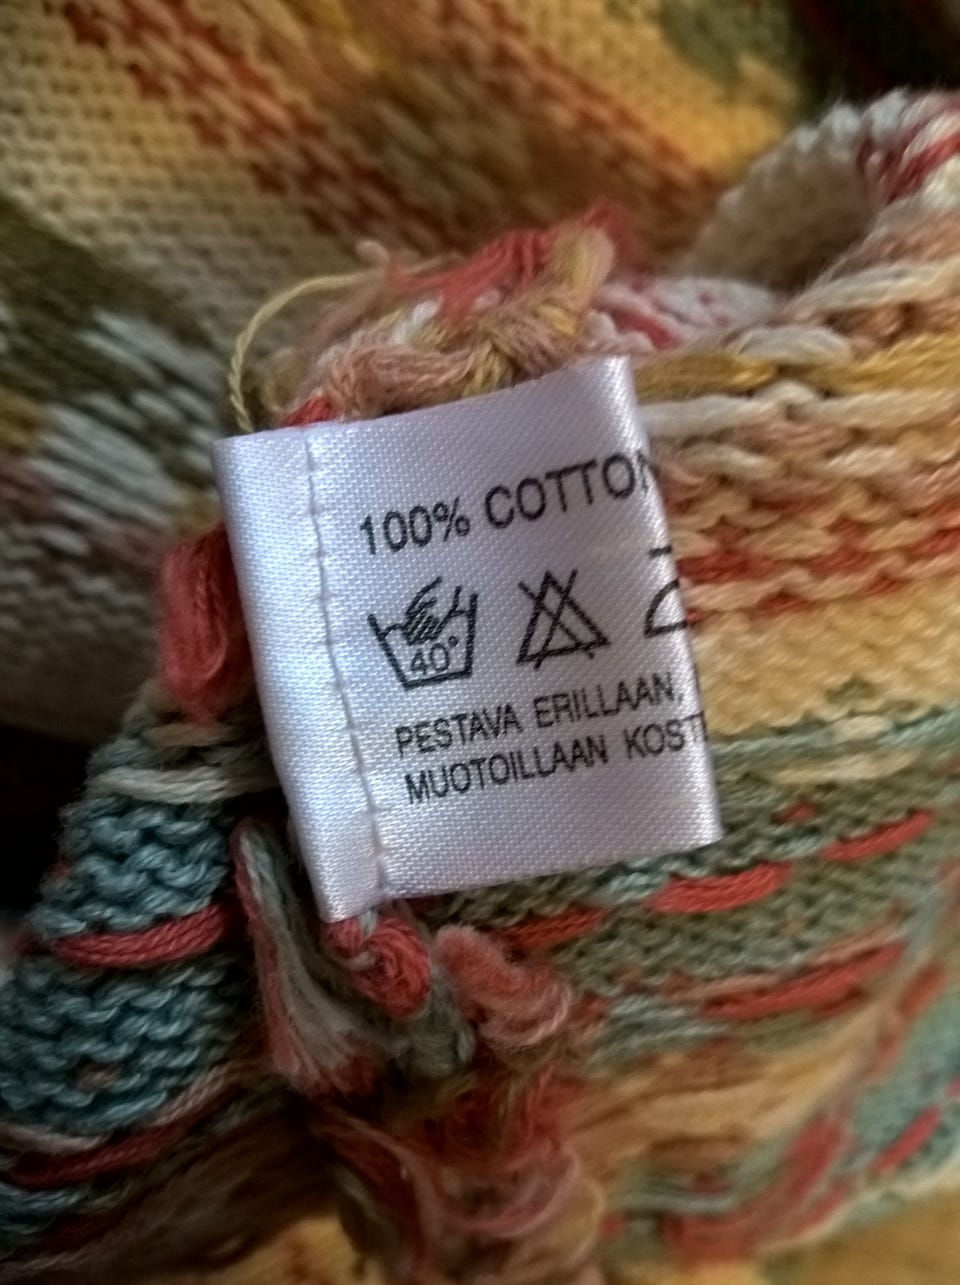 100% COTTON
40°
PESTAVA ERILLAAN,
MUOTOILLAAN